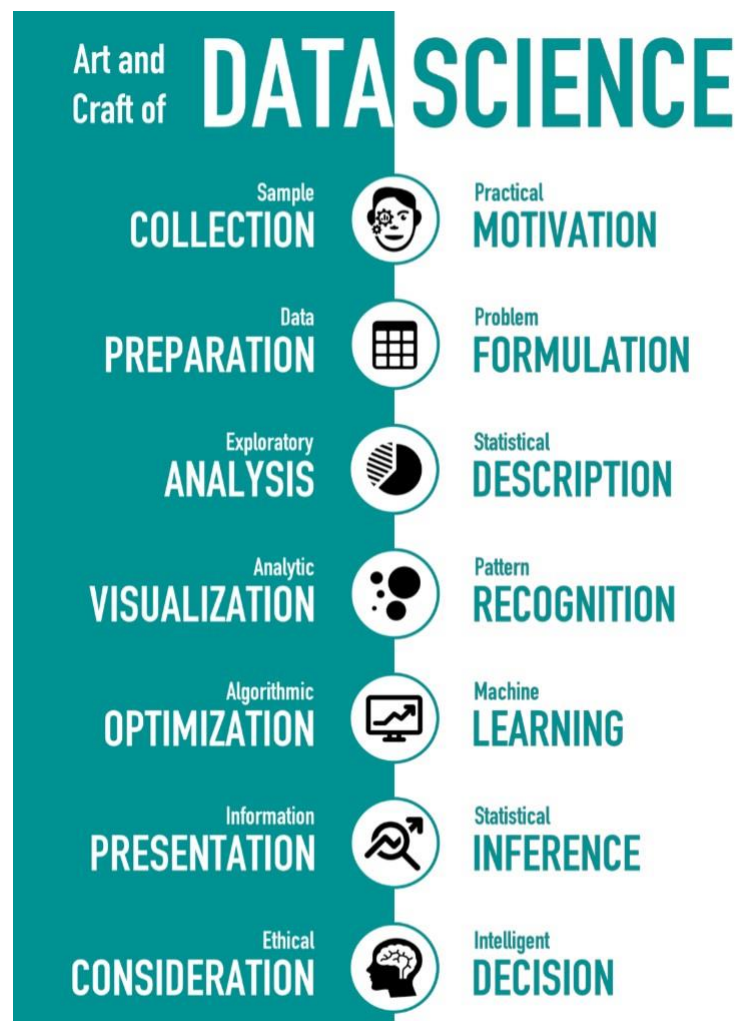 Art and
Craft of
DATA SCIENCE
Sample
COLLECTION
Practical
MOTIVATION
Data
PREPARATION
Problem
FORMULATION
Exploratory
ANALYSIS
Statistical
DESCRIPTION
Analytic
VISUALIZATION
Pattern
RECOGNITION
Algorithmic
OPTIMIZATION
Machine
LEARNING
Information
PRESENTATION
Statistical
INFERENCE
Ethical
CONSIDERATION
Intelligent
DECISION